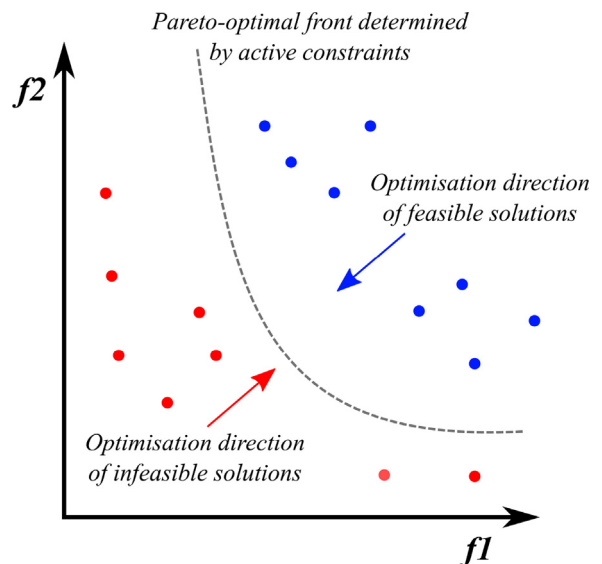 Pareto-optimal front determined
by active constraints
f2
Optimisation direction
of feasible solutions
Optimisation direction
of infeasible solutions
f1